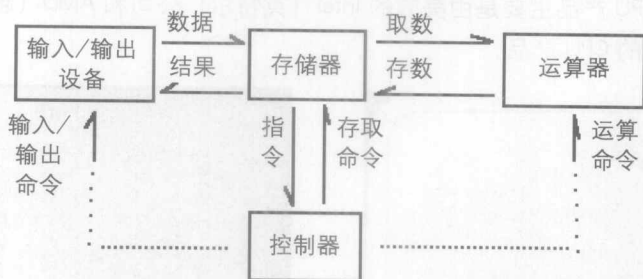 数据
取数
输入/输出
设备
存储器
运算器
结果
存数
输入/
输出
命令
指
令
存取
命令
运算
命令
控制器